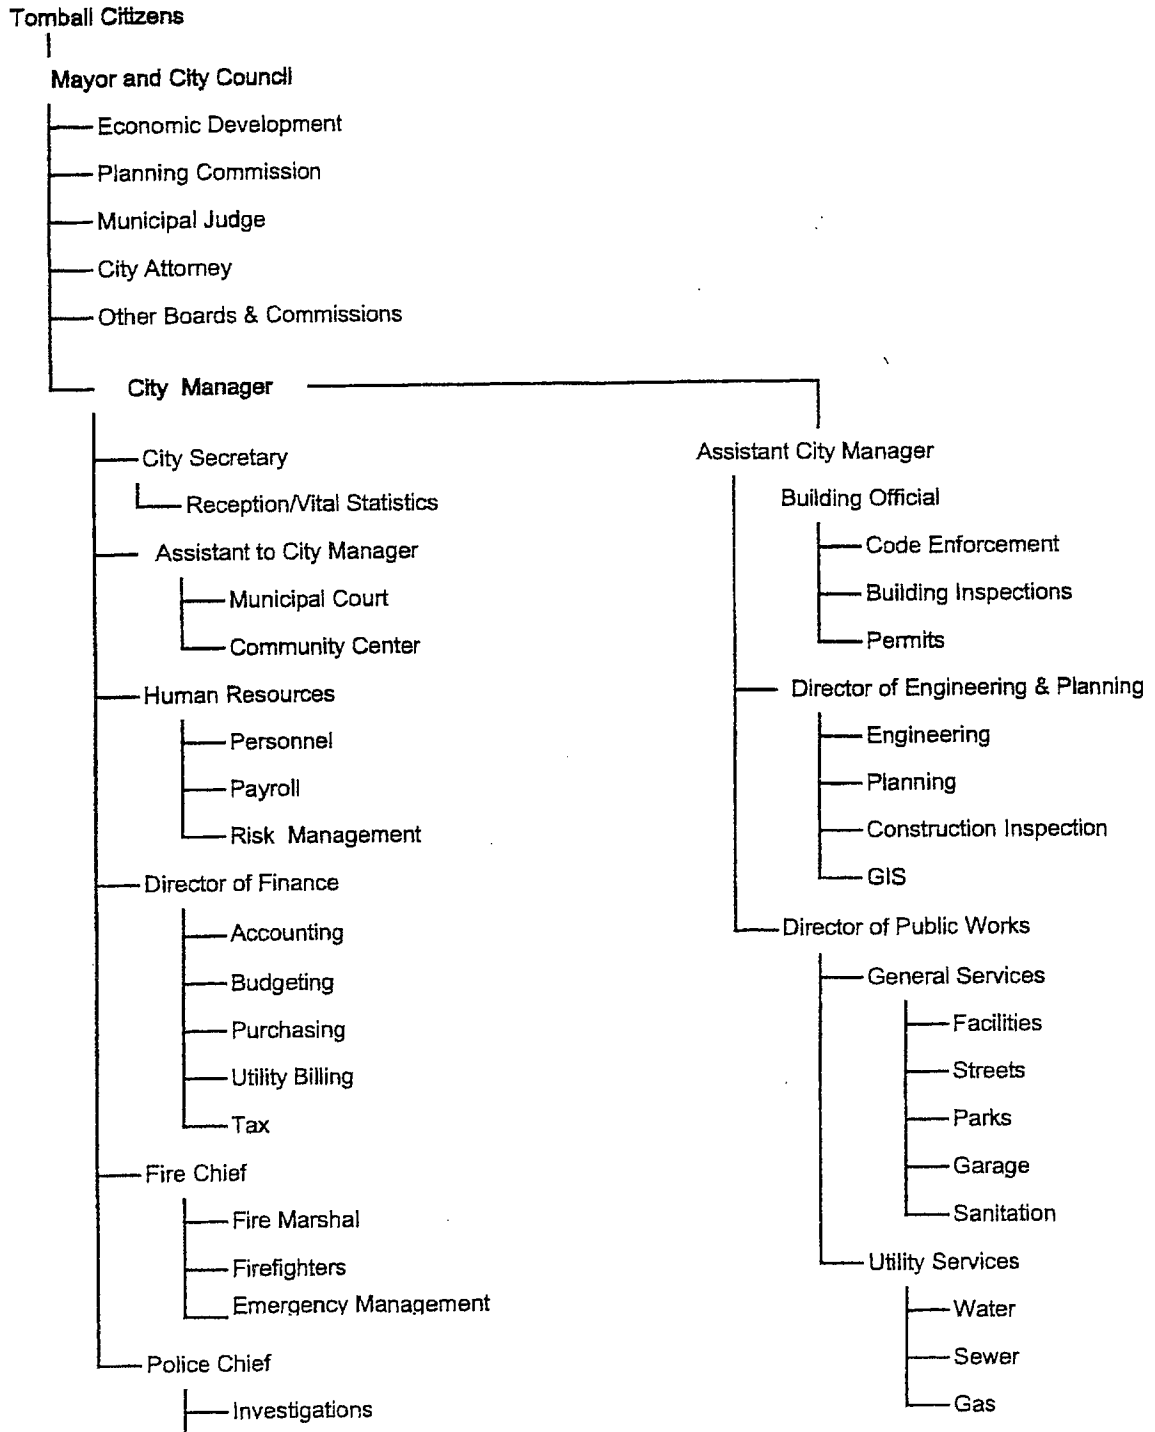 Tomball Citizens
Mayor and City Council
Economic Development
Planning Commission
Municipal Judge
City Attorney
Other Boards & Commissions
City Manager
City Secretary
Reception/Vital Statistics
Assistant to City Manager
Municipal Court
Community Center
Human Resources
Personnel
Payroll
Risk Management
Director of Finance
Accounting
Budgeting
Purchasing
Utility Billing
Tax
Fire Chief
Fire Marshal
Firefighters
Emergency Management
Police Chief
Investigations
Assistant City Manager
Building Official
Code Enforcement
Building Inspections
Permits
Director of Engineering & Planning
Engineering
Planning
Construction Inspection
GIS
Director of Public Works
General Services
Facilities
Streets
Parks
Garage
Sanitation
Utility Services
Water
Sewer
Gas